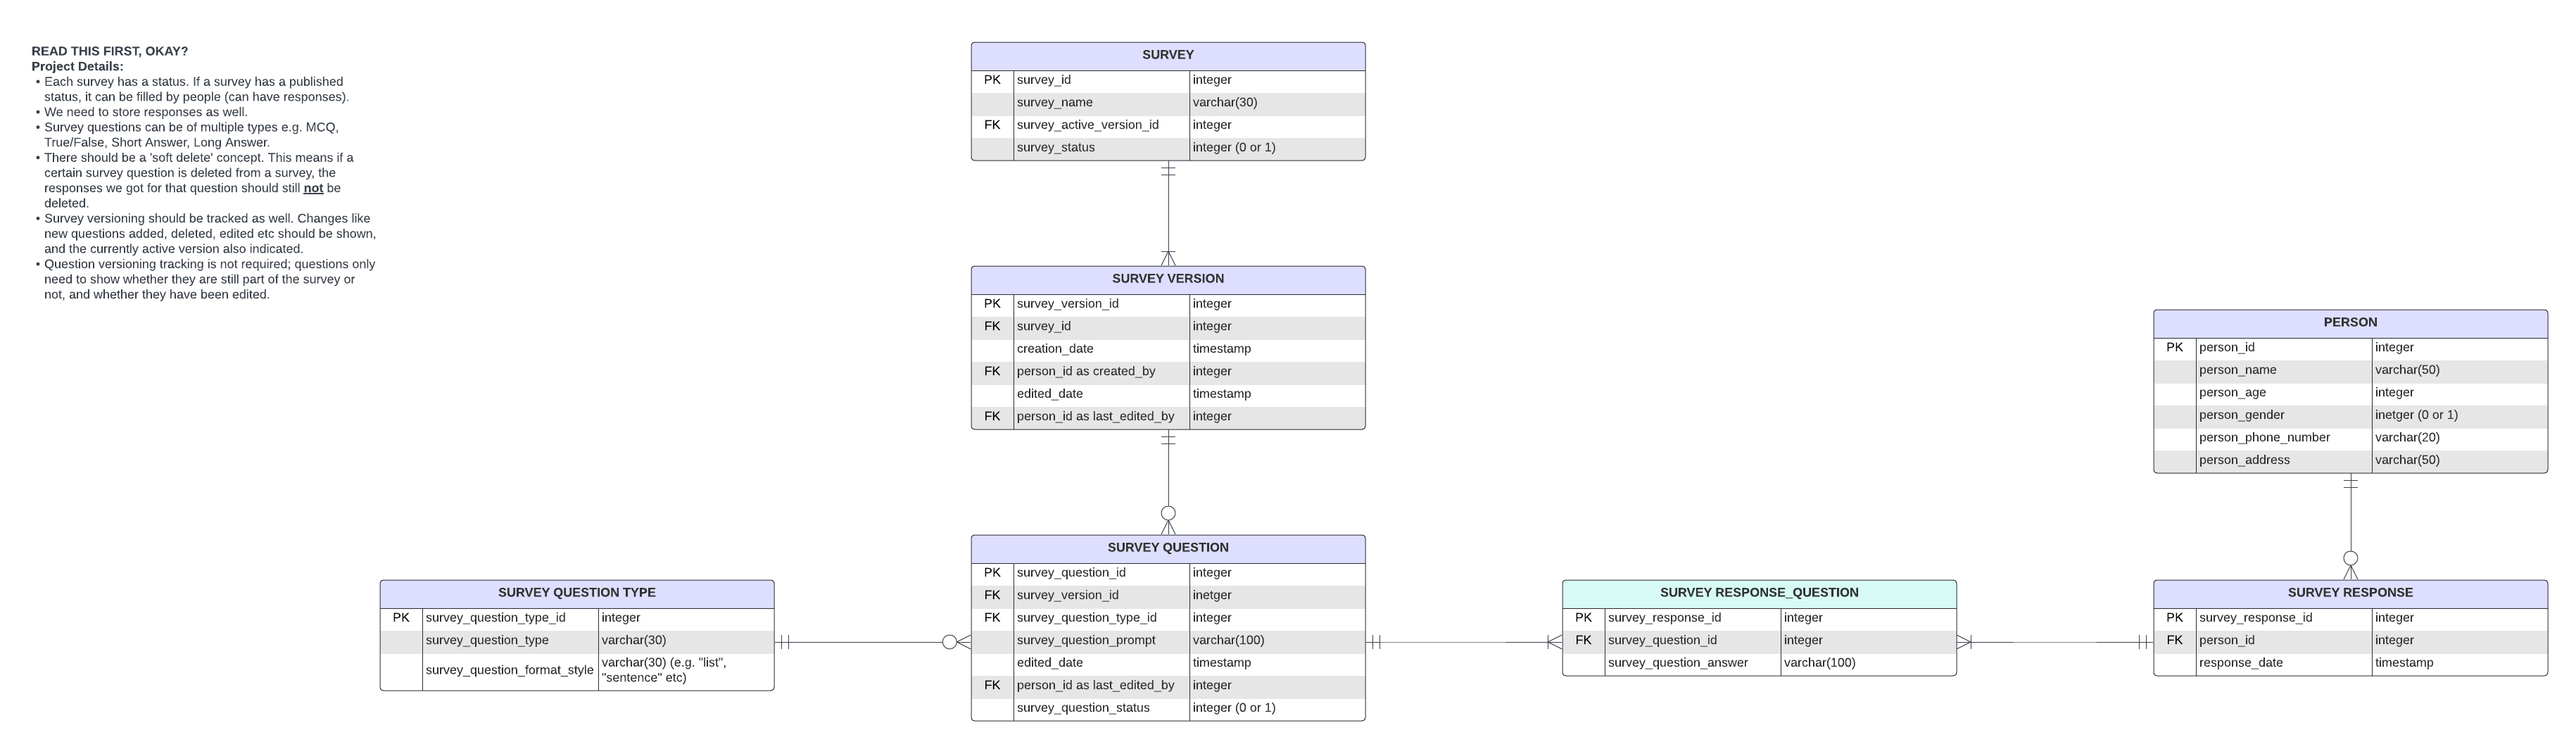 READ THIS FIRST, OKAY?
Project Details:
• Each survey has a status. If a survey has a published
status, it can be filled by people (can have responses).
• We need to store responses as well.
• Survey questions can be of multiple types e.g. MCQ,
True/False, Short Answer, Long Answer.
• There should be a 'soft delete' concept. This means if a
certain survey question is deleted from a survey, the
responses we got for that question should still not be
deleted.
• Survey versioning should be tracked as well. Changes like
new questions added, deleted, edited etc should be shown,
and the currently active version also indicated.
• Question versioning tracking is not required; questions only
need to show whether they are still part of the survey or
not, and whether they have been edited.
SURVEY
PK survey_id integer
survey_name varchar(30)
FK survey_active_version_id integer
survey_status integer (0 or 1)
SURVEY VERSION
PK survey_version_id integer
FK survey_id integer
creation_date timestamp
FK person_id as created_by integer
edited_date timestamp
FK person_id as last_edited_by integer
PERSON
PK person_id integer
person_name varchar(50)
person_age integer
person_gender inetger (0 or 1)
person_phone_number varchar(20)
person_address varchar(50)
SURVEY QUESTION TYPE
PK survey_question_type_id integer
survey_question_type varchar(30)
survey_question_format_style varchar(30) (e.g. "list",
"sentence" etc)
SURVEY QUESTION
PK survey_question_id integer
FK survey_version_id inetger
FK survey_question_type_id integer
survey_question_prompt varchar(100)
edited_date timestamp
FK person_id as last_edited_by integer
survey_question_status integer (0 or 1)
SURVEY RESPONSE_QUESTION
PK survey_response_id integer
FK survey_question_id integer
survey_question_answer varchar(100)
SURVEY RESPONSE
PK survey_response_id integer
FK person_id integer
response_date timestamp